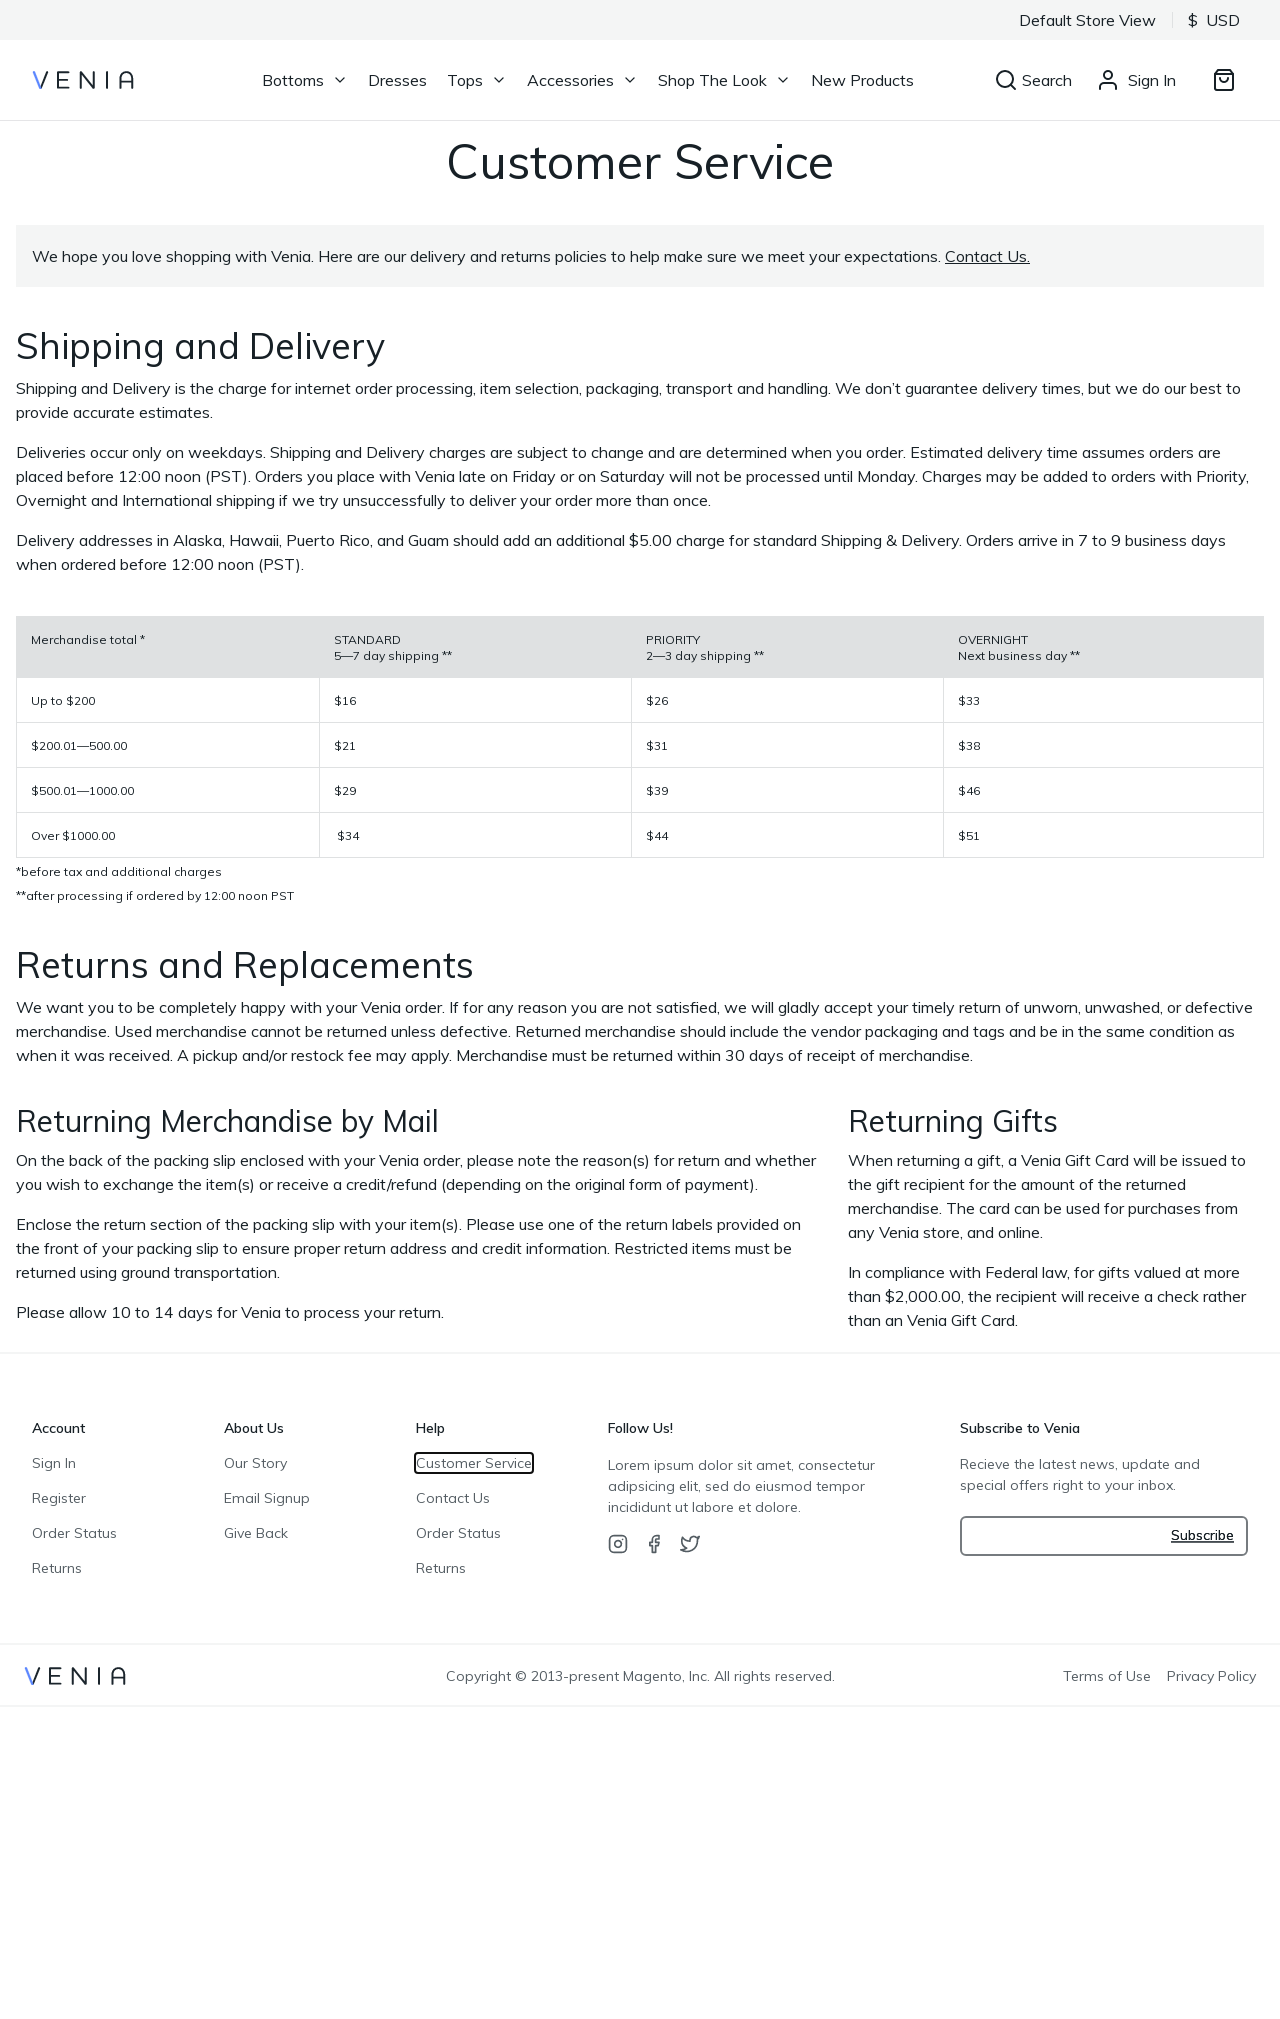 Default Store View
$ USD
VENIA
Bottoms
Dresses
Tops
Accessories
Shop The Look
New Products
Search
Sign In
Customer Service
We hope you love shopping with Venia. Here are our delivery and returns policies to help make sure we meet your expectations. Contact Us.
Shipping and Delivery
Shipping and Delivery is the charge for internet order processing, item selection, packaging, transport and handling. We don’t guarantee delivery times, but we do our best to
provide accurate estimates.
Deliveries occur only on weekdays. Shipping and Delivery charges are subject to change and are determined when you order. Estimated delivery time assumes orders are
placed before 12:00 noon (PST). Orders you place with Venia late on Friday or on Saturday will not be processed until Monday. Charges may be added to orders with Priority,
Overnight and International shipping if we try unsuccessfully to deliver your order more than once.
Delivery addresses in Alaska, Hawaii, Puerto Rico, and Guam should add an additional $5.00 charge for standard Shipping & Delivery. Orders arrive in 7 to 9 business days
when ordered before 12:00 noon (PST).
Merchandise total *
STANDARD
5—7 day shipping **
PRIORITY
2—3 day shipping **
OVERNIGHT
Next business day **
Up to $200
$16
$26
$33
$200.01—500.00
$21
$31
$38
$500.01—1000.00
$29
$39
$46
Over $1000.00
$34
$44
$51
*before tax and additional charges
**after processing if ordered by 12:00 noon PST
Returns and Replacements
We want you to be completely happy with your Venia order. If for any reason you are not satisfied, we will gladly accept your timely return of unworn, unwashed, or defective
merchandise. Used merchandise cannot be returned unless defective. Returned merchandise should include the vendor packaging and tags and be in the same condition as
when it was received. A pickup and/or restock fee may apply. Merchandise must be returned within 30 days of receipt of merchandise.
Returning Merchandise by Mail
On the back of the packing slip enclosed with your Venia order, please note the reason(s) for return and whether
you wish to exchange the item(s) or receive a credit/refund (depending on the original form of payment).
Enclose the return section of the packing slip with your item(s). Please use one of the return labels provided on
the front of your packing slip to ensure proper return address and credit information. Restricted items must be
returned using ground transportation.
Please allow 10 to 14 days for Venia to process your return.
Returning Gifts
When returning a gift, a Venia Gift Card will be issued to
the gift recipient for the amount of the returned
merchandise. The card can be used for purchases from
any Venia store, and online.
In compliance with Federal law, for gifts valued at more
than $2,000.00, the recipient will receive a check rather
than an Venia Gift Card.
Account
Sign In
Register
Order Status
Returns
About Us
Our Story
Email Signup
Give Back
Help
Customer Service
Contact Us
Order Status
Returns
Follow Us!
Lorem ipsum dolor sit amet, consectetur
adipsicing elit, sed do eiusmod tempor
incididunt ut labore et dolore.
Subscribe to Venia
Recieve the latest news, update and
special offers right to your inbox.
Subscribe
VENIA
Copyright © 2013-present Magento, Inc. All rights reserved.
Terms of Use
Privacy Policy